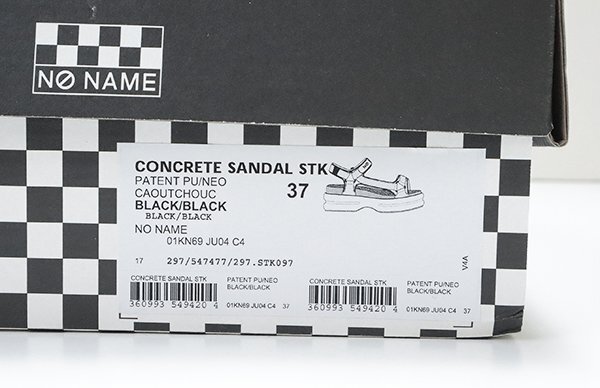 NO NAME
CONCRETE SANDAL STK
PATENT PU/NEO
37
CAOUTCHOUC
BLACK/BLACK
BLACK/BLACK
NO NAME
01KN69 JU04 C4
17 297/547477/297.STK097
V4A
CONCRETE SANDAL STK PATENT PU/NEO
BLACK/BLACK
360993 549420 4 01KN69 JU04 C4 37
CONCRETE SANDAL STK PATENT PU/NEO
BLACK/BLACK
360993 549420 4 01KN69 JU04 C4 37